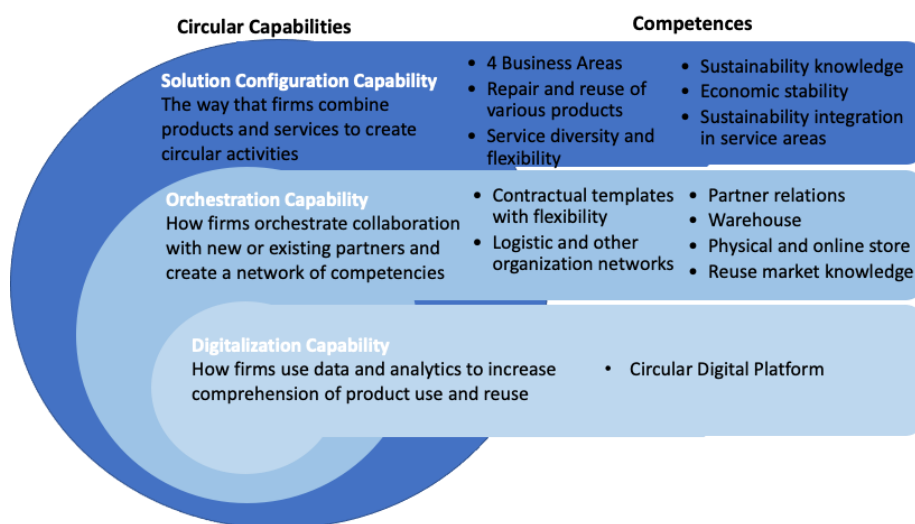 Circular Capabilities
Competences
Solution Configuration Capability
The way that firms combine
products and services to create
circular activities
• 4 Business Areas
• Repair and reuse of
various products
• Service diversity and
flexibility
• Sustainability knowledge
• Economic stability
• Sustainability integration
in service areas
Orchestration Capability
How firms orchestrate collaboration
with new or existing partners and
create a network of competencies
• Contractual templates
with flexibility
• Logistic and other
organization networks
• Partner relations
• Warehouse
• Physical and online store
• Reuse market knowledge
Digitalization Capability
How firms use data and analytics to increase
comprehension of product use and reuse
• Circular Digital Platform